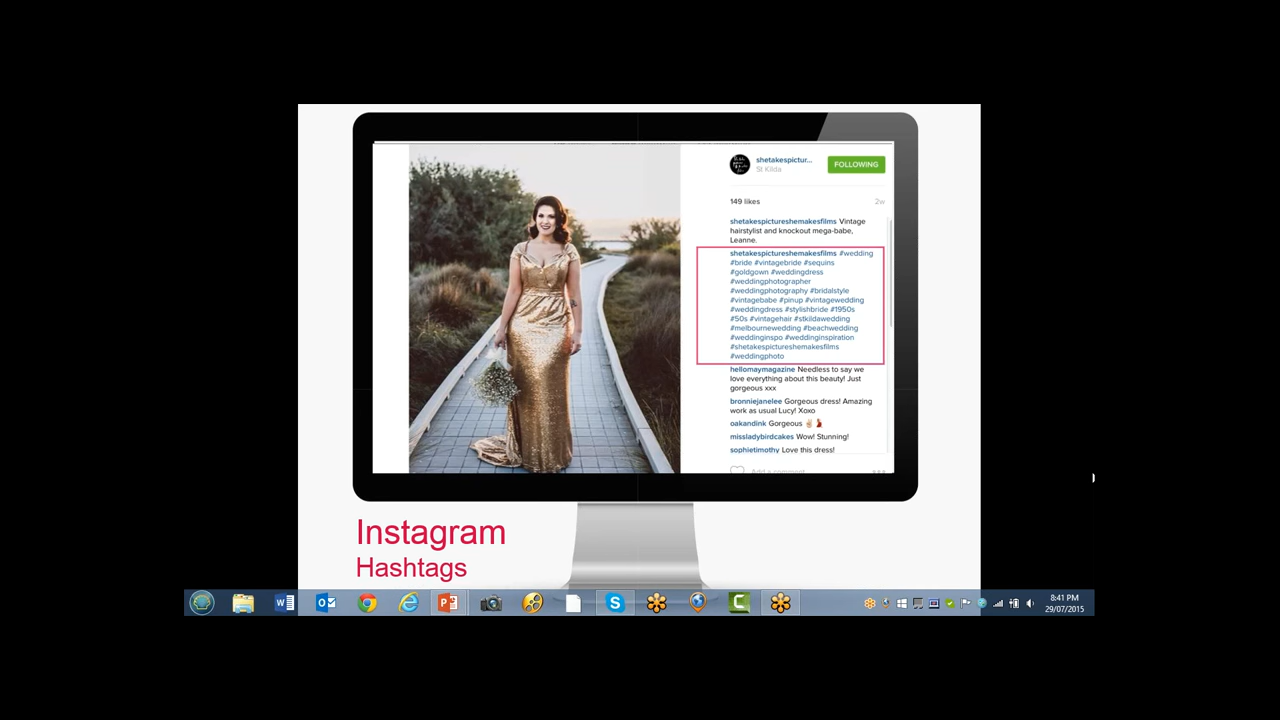 shetakespictur...
St Kilda
FOLLOWING
149 likes
2w
shetakespictureshemakesfilms Vintage
hairstylist and knockout mega-babe,
Leanne.
shetakespictureshemakesfilms #wedding
#bride #vintagebride #sequins
#goldgown #weddingdress
#weddingphotographer
#weddingphotography #bridalstyle
#vintagebabe #pinup #vintagewedding
#weddingdress #stylishbride #1950s
#50s #vintagehair #stkildawedding
#melbournewedding #beachwedding
#weddinginspo #weddinginspiration
#shetakespictureshemakesfilms
#weddingphoto
hellomaymagazine Needless to say we
love everything about this beauty! Just
gorgeous xxx
bronniejanelee Gorgeous dress! Amazing
work as usual Lucy! Xoxo
oakandink Gorgeous ✌🏻💃
missladybirdcakes Wow! Stunning!
sophietimothy Love this dress!
Add a comment
Instagram
Hashtags
8:41 PM
29/07/2015